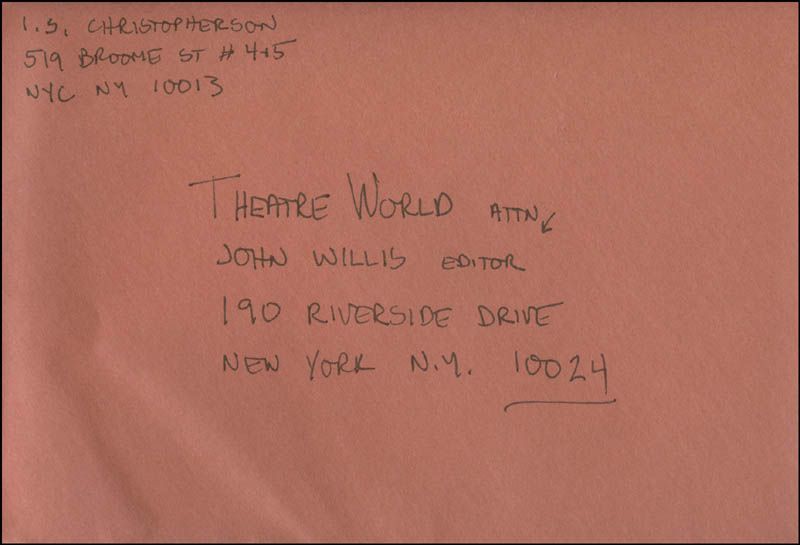 I.S. CHRISTOPHERSON
519 BROOME ST # 4+5
NYC NY 10013
THEATRE WORLD ATTN
JOHN WILLIS EDITOR
190 RIVERSIDE DRIVE
NEW YORK N.Y. 10024